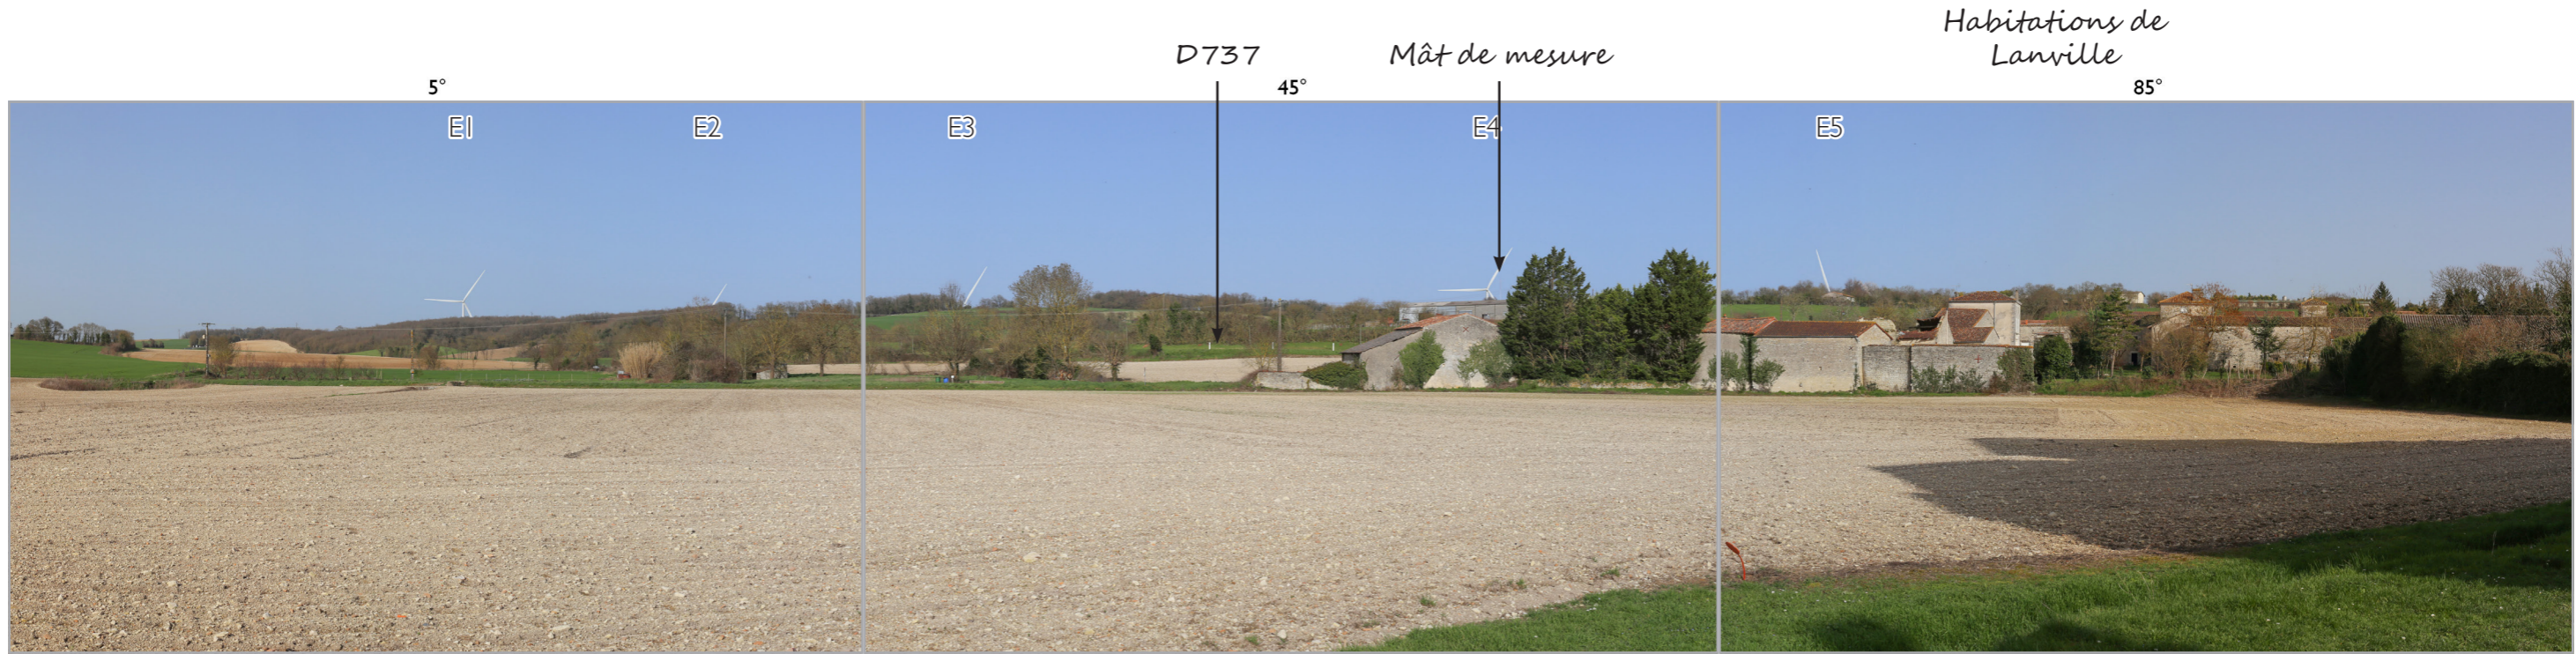 Habitations de
Lanville
D737
Mât de mesure
5°
45°
85°
E1
E2
E3
E4
E5